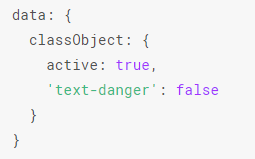 data: {
  classObject: {
    active: true,
    'text-danger': false
  }
}